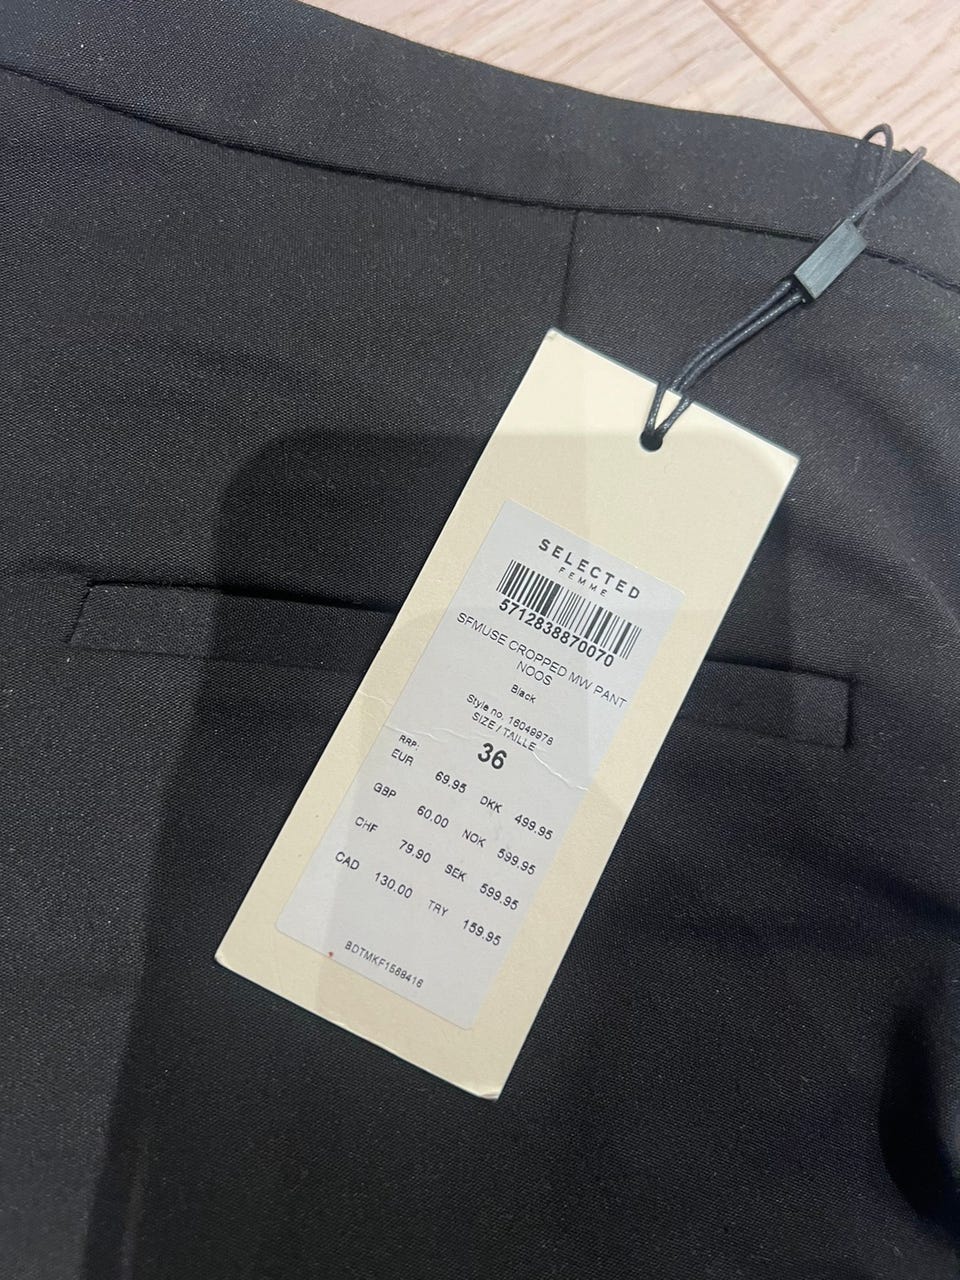 SELECTED
FEMME
5712838870070
SFMUSE CROPPED MW PANT
NOOS
Black
Style no. 16049978
SIZE / TAILLE
36
RRP:
EUR 69.95 DKK 499.95
GBP 60.00 NOK 599.95
CHF 79.90 SEK 599.95
CAD 130.00 TRY 159.95
BDTMKF1568416